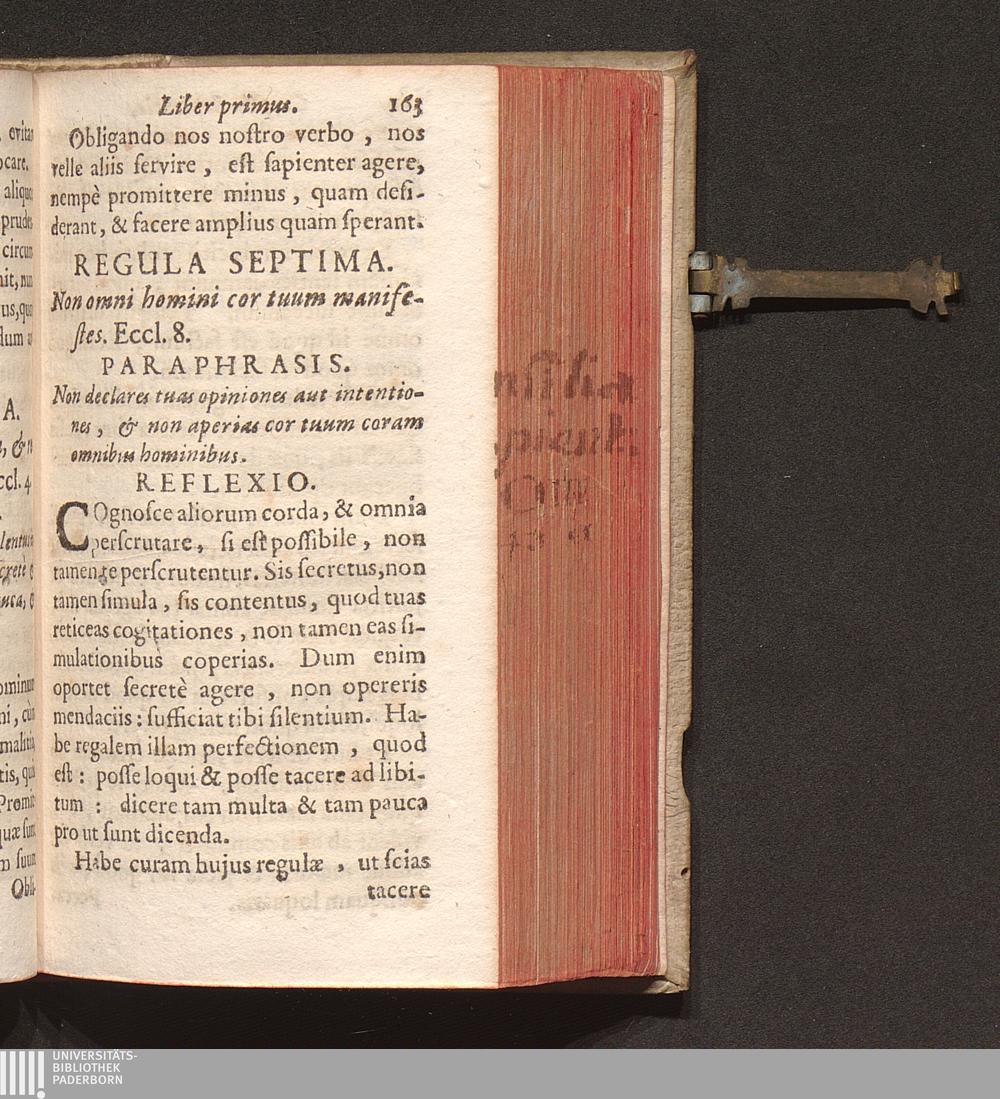 Liber primus. 163
Obligando nos noſtro verbo , nos
velle aliis ſervire , eſt ſapienter agere,
nempè promittere minus , quam deſi-
derant, & facere amplius quam ſperant.
REGULA SEPTIMA.
Non omni homini cor tuum manife-
ſtes. Eccl. 8.
PARAPHRASIS.
Non declares tuas opiniones aut intentio-
nes , & non aperias cor tuum coram
omnibus hominibus.
REFLEXIO.
COgnoſce aliorum corda, & omnia
perſcrutare, ſi eſt poſſibile, non
tamen te perſcrutentur. Sis ſecretus, non
tamen ſimula , ſis contentus, quod tuas
reticeas cogitationes , non tamen eas ſi-
mulationibus coperias. Dum enim
oportet ſecretè agere , non opereris
mendaciis : ſufficiat tibi ſilentium. Ha-
be regalem illam perfectionem , quod
eſt : poſſe loqui & poſſe tacere ad libi-
tum : dicere tam multa & tam pauca
pro ut ſunt dicenda.
Habe curam hujus regulæ , ut ſcias
tacere
UNIVERSITÄTS-
BIBLIOTHEK
PADERBORN